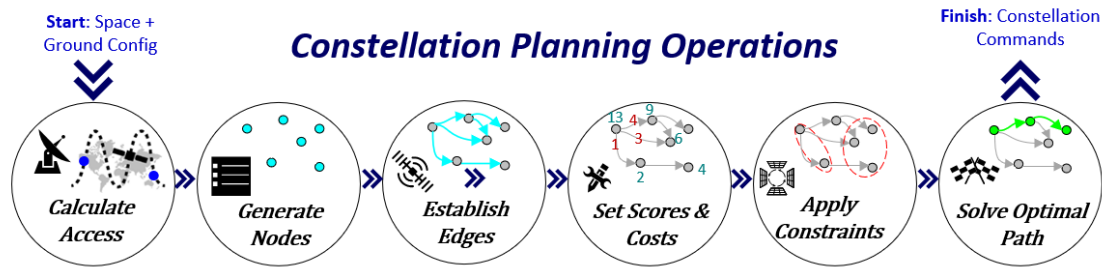 Start: Space +
Ground Config
Constellation Planning Operations
Finish: Constellation
Commands
Calculate
Access
Generate
Nodes
Establish
Edges
13
4
9
1
3
6
2
4
Set Scores &
Costs
Apply
Constraints
Solve Optimal
Path